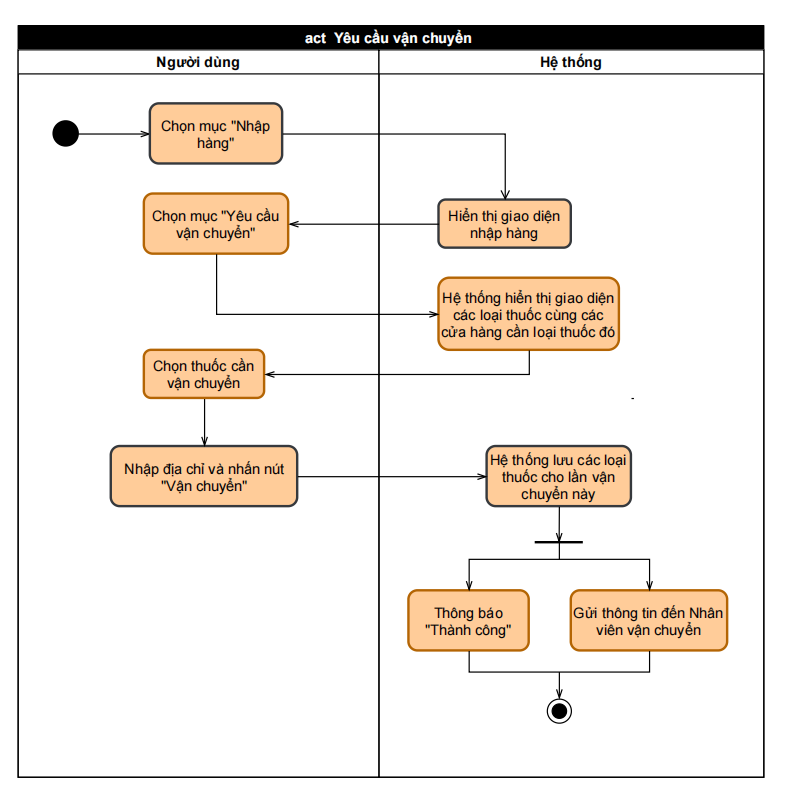 act Yêu cầu vận chuyển
Người dùng
Hệ thống
Chọn mục "Nhập
hàng"
Hiển thị giao diện
nhập hàng
Chọn mục "Yêu cầu
vận chuyển"
Hệ thống hiển thị giao diện
các loại thuốc cùng các
cửa hàng cần loại thuốc đó
Chọn thuốc cần
vận chuyển
Nhập địa chỉ và nhấn nút
"Vận chuyển"
Hệ thống lưu các loại
thuốc cho lần vận
chuyển này
Thông báo
"Thành công"
Gửi thông tin đến Nhân
viên vận chuyển